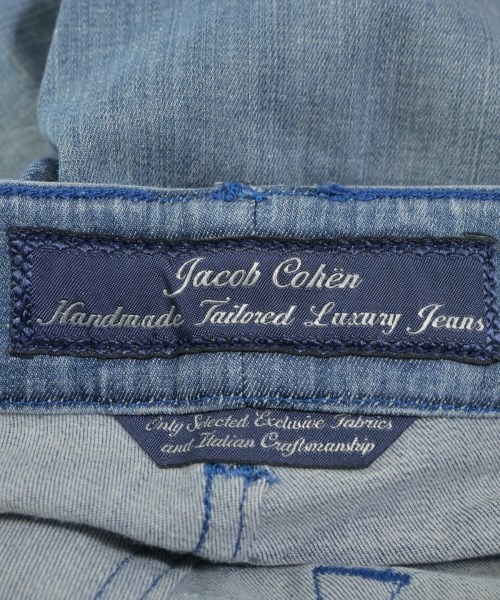 Jacob Cohën
Handmade Tailored Luxury Jeans
Only Selected Exclusive Fabrics
and Italian Craftsmanship